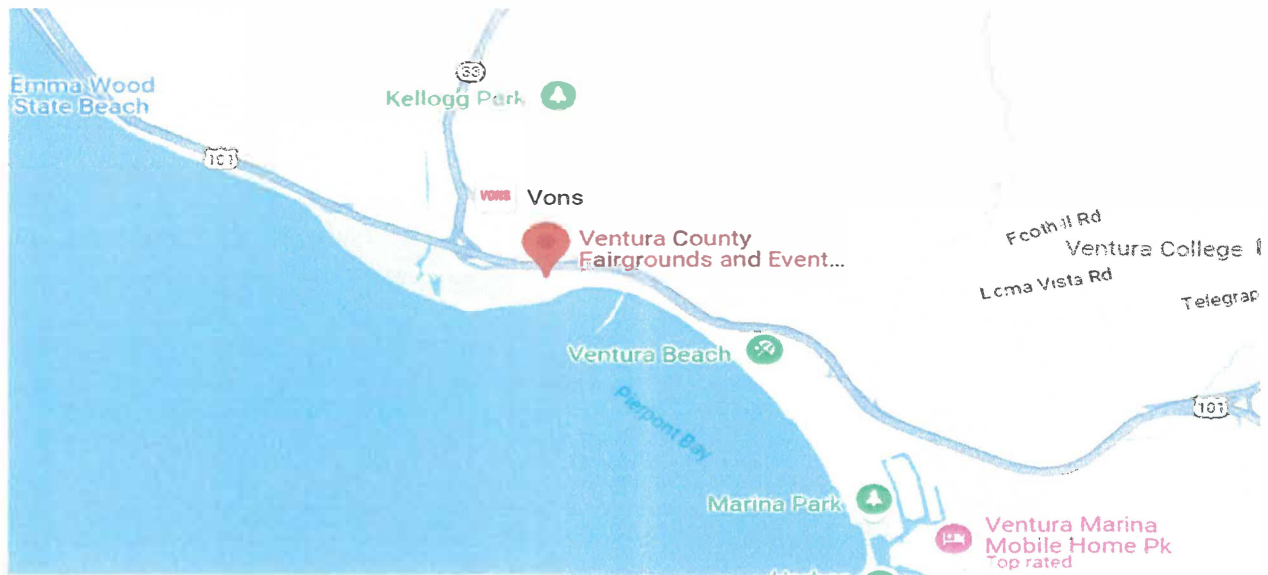 33
Emma Wood
State Beach
Kellogg Park
101
VONS Vons
Ventura County
Fairgrounds and Event...
Foothill Rd
Ventura College
Loma Vista Rd
Telegrap
Ventura Beach
Pierpont Bay
101
Marina Park
Ventura Marina
Mobile Home Pk
Top rated